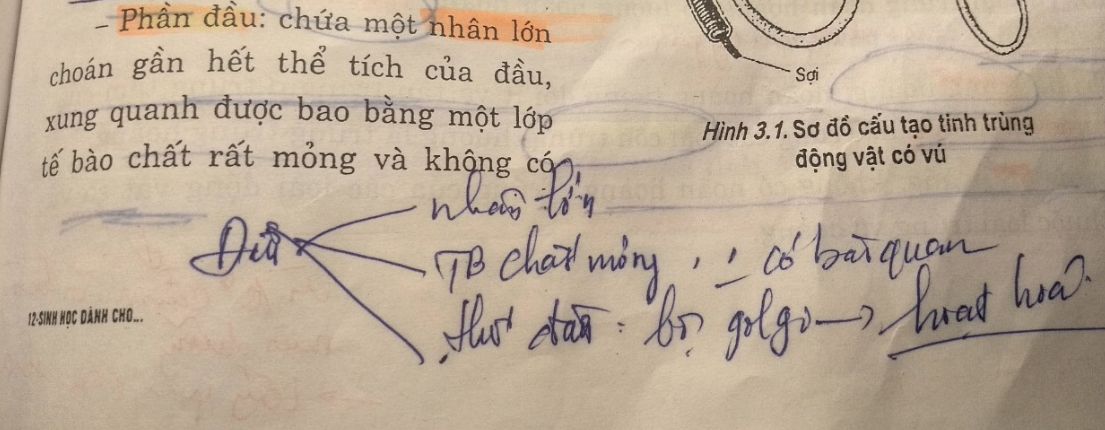 - Phần đầu: chứa một nhân lớn
choán gần hết thể tích của đầu,
xung quanh được bao bằng một lớp
tế bào chất rất mỏng và không có
Sợi
Hình 3.1. Sơ đồ cấu tạo tinh trùng
động vật có vú
nhân lớn
Đầu
TB chất mỏng, có bài quan
thể đầu: bộ golgi → hoạt hóa.
12-SINH HỌC DÀNH CHO...